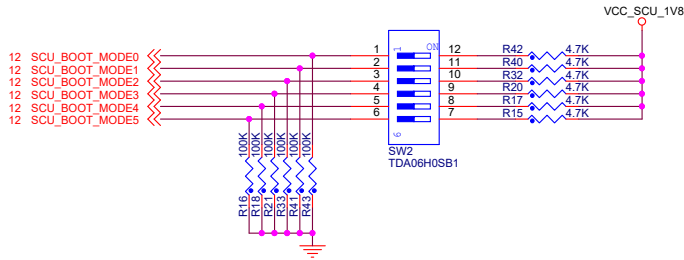 VCC_SCU_1V8
12 SCU_BOOT_MODE0 1 1 ON 12 R42 4.7K
12 SCU_BOOT_MODE1 2 11 R40 4.7K
12 SCU_BOOT_MODE2 3 10 R32 4.7K
12 SCU_BOOT_MODE3 4 9 R20 4.7K
12 SCU_BOOT_MODE4 5 8 R17 4.7K
12 SCU_BOOT_MODE5 6 6 7 R15 4.7K
SW2
TDA06H0SB1
100K 100K 100K 100K 100K 100K
R16 R18 R21 R33 R41 R43